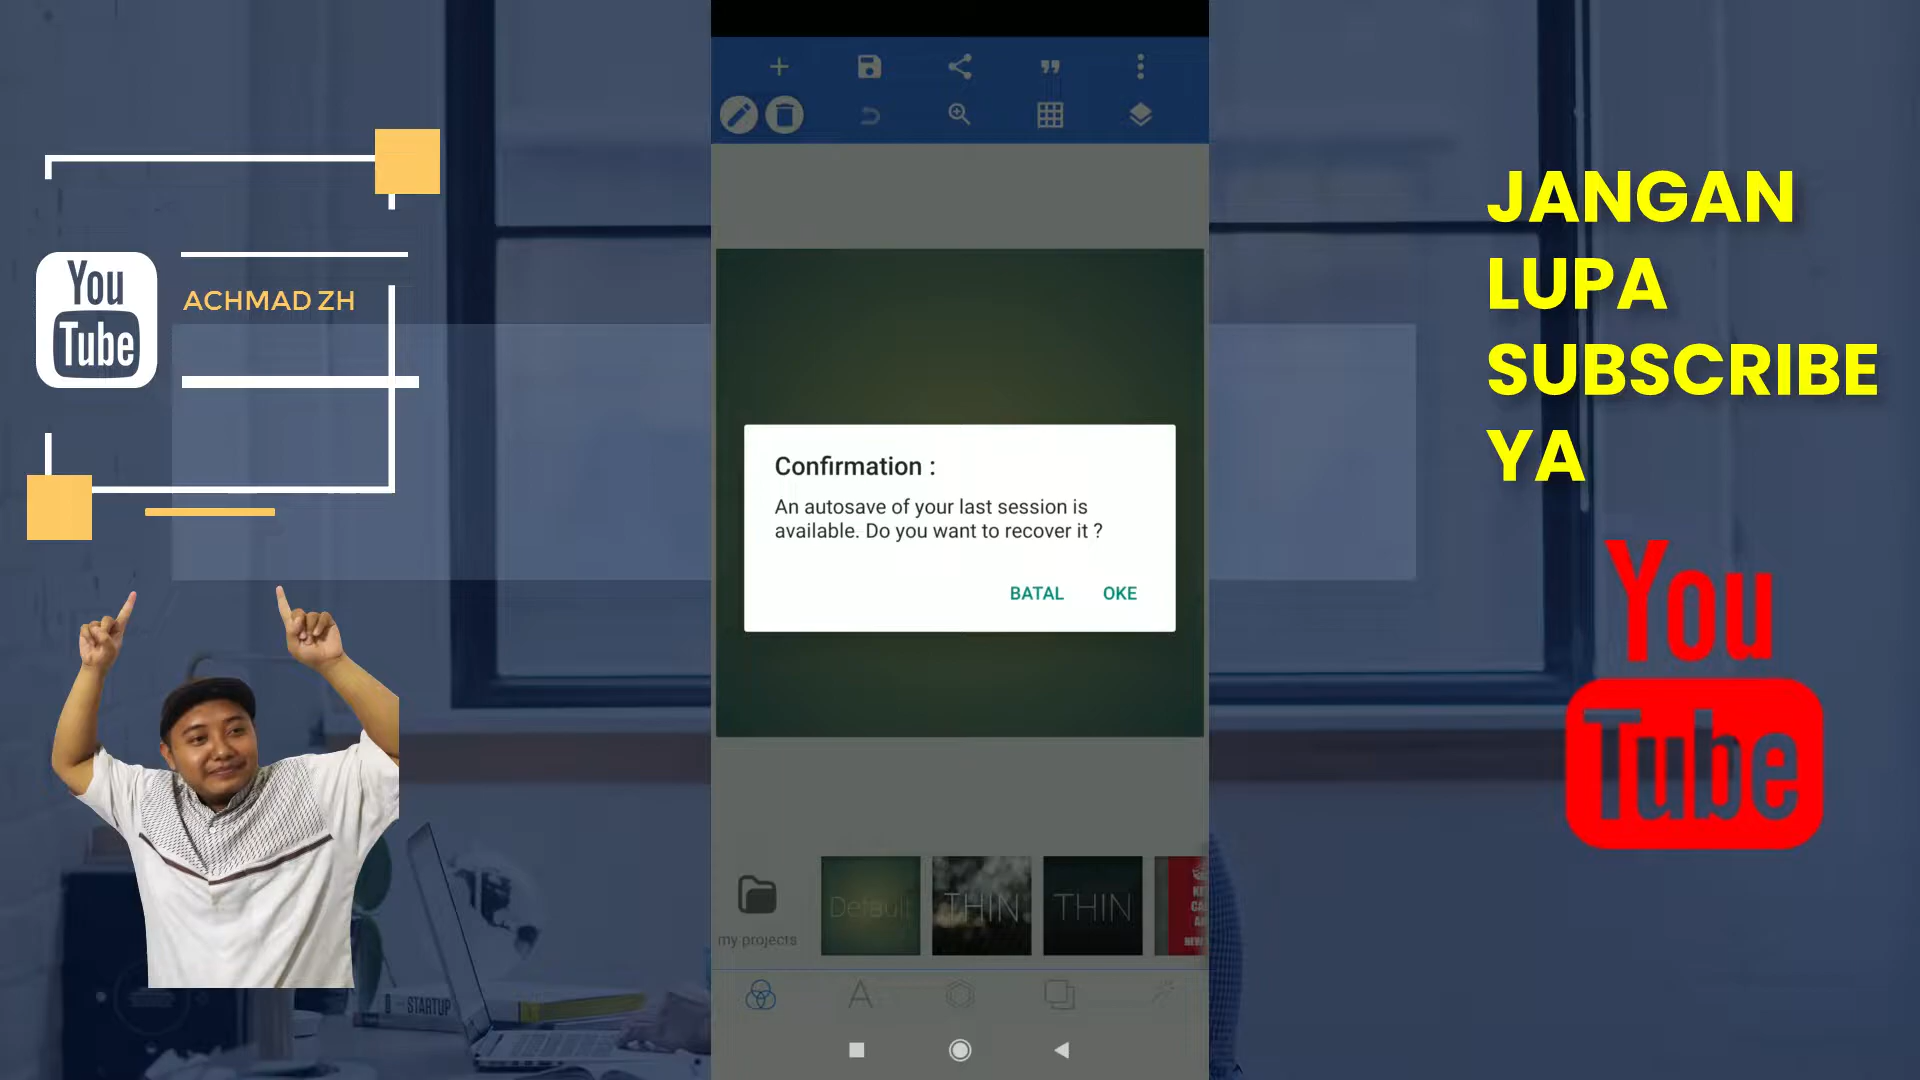 You
Tube
ACHMAD ZH
Confirmation :
An autosave of your last session is
available. Do you want to recover it ?
BATAL
OKE
my projects
Default
THIN
THIN
A
STARTUP
JANGAN
LUPA
SUBSCRIBE
YA
You
Tube